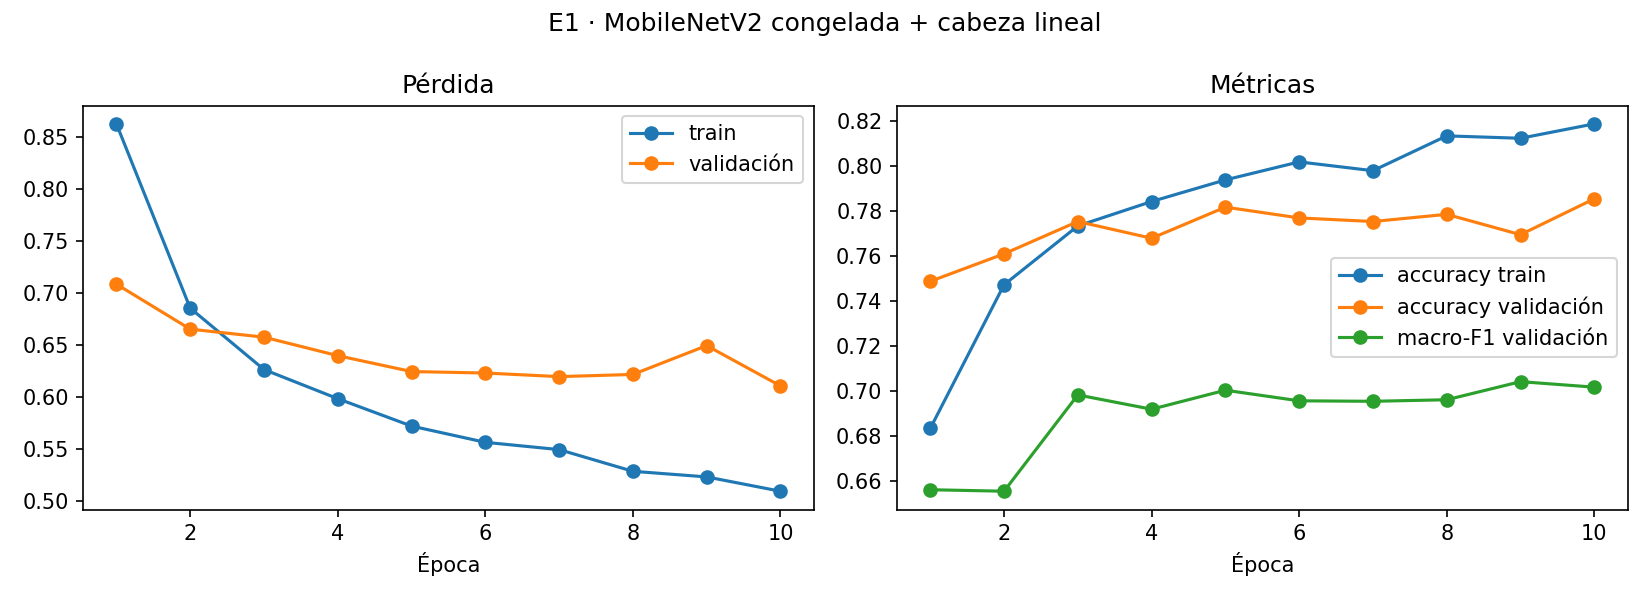 E1 · MobileNetV2 congelada + cabeza lineal
Pérdida
0.85
0.80
0.75
0.70
0.65
0.60
0.55
0.50
train
validación
2 4 6 8 10
Época
Métricas
0.82
0.80
0.78
0.76
0.74
0.72
0.70
0.68
0.66
accuracy train
accuracy validación
macro-F1 validación
2 4 6 8 10
Época